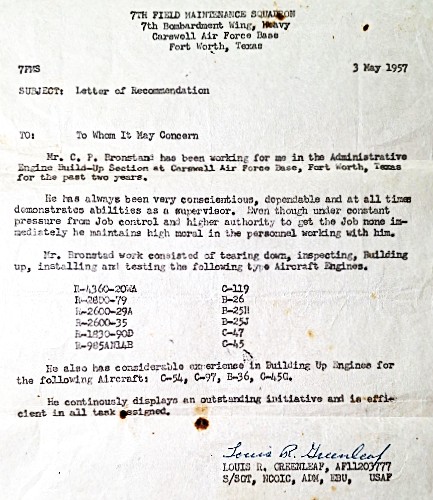 7TH FIELD MAINTENANCE SQUADRON
7th Bombardment Wing, Heavy
Carswell Air Force Base
Fort Worth, Texas
7FMS 3 May 1957
SUBJECT: Letter of Recommendation
TO: To Whom It May Concern
Mr. C. P. Bronstand has been working for me in the Administrative
Engine Build-Up Section at Carswell Air Force Base, Fort Worth, Texas
for the past two years.
He has always been very conscientious, dependable and at all times
demonstrates abilities as a supervisor. Even though under constant
pressure from Job control and higher authority to get the Job none im-
mediately he maintains high moral in the personnel working with him.
Mr. Bronstad work consisted of tearing down, inspecting, Building
up, installing and testing the following type Aircraft Engines.
R-4360-20WA C-119
R-2800-79 B-26
R-2600-29A B-25H
R-2600-35 B-25J
R-1830-90D C-47
R-985AN14B C-45
He also has considerable experience in Building Up Engines for
the following Aircraft: C-54, C-97, B-36, C-45G.
He continously displays an outstanding initiative and is effi-
cient in all task assigned.
Louis R. Greenleaf
LOUIS R. GREENLEAF, AF11203777
S/SGT, NCOIC, ADM, EBU, USAF